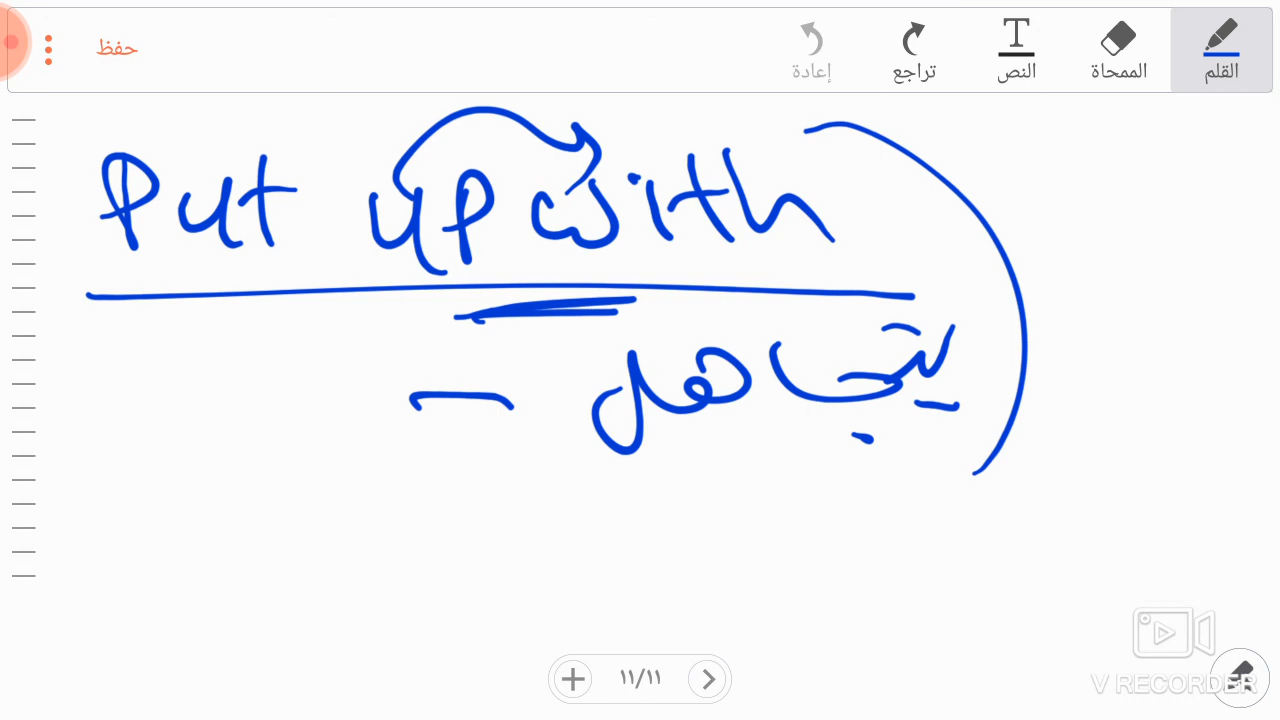 حفظ
إعادة
تراجع
النص
الممحاة
القلم
Put up with
يتجاهل -
١١/١١
V RECORDER